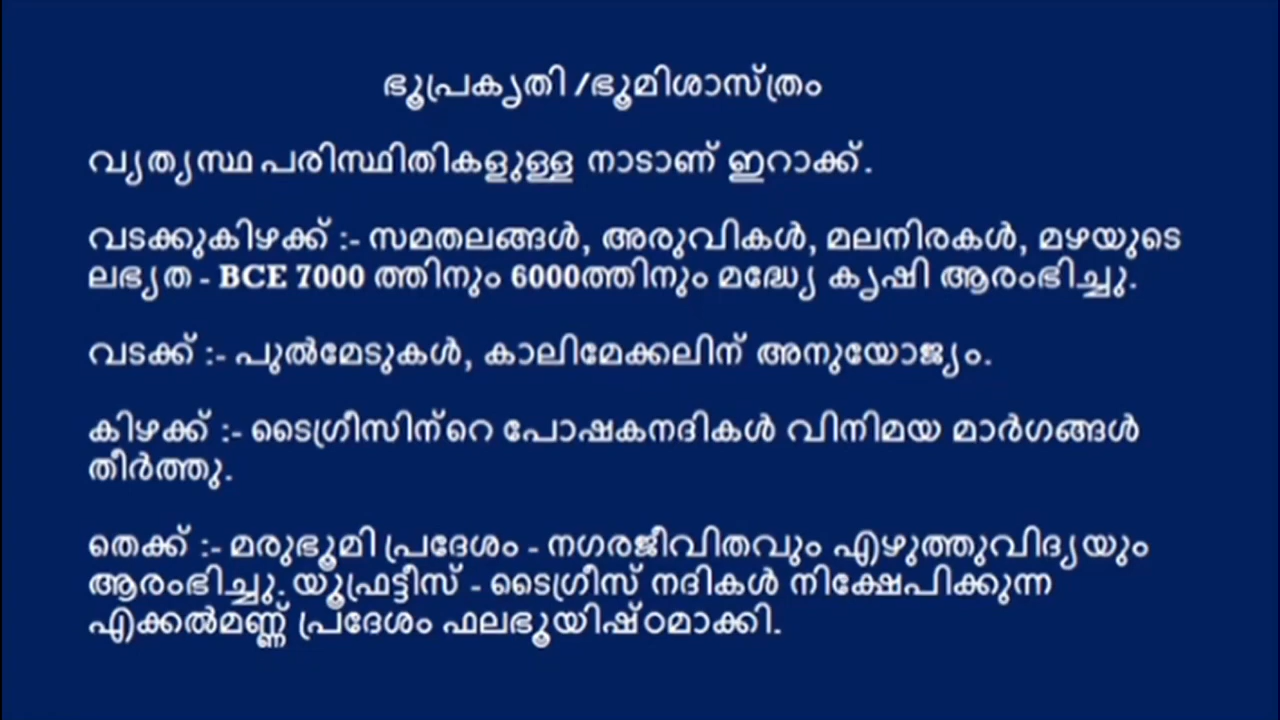 ഭൂപ്രകൃതി /ഭൂമിശാസ്ത്രം
വ്യത്യസ്ഥ പരിസ്ഥിതികളുള്ള നാടാണ് ഇറാക്ക്.
വടക്കുകിഴക്ക് :- സമതലങ്ങൾ, അരുവികൾ, മലനിരകൾ, മഴയുടെ
ലഭ്യത - BCE 7000 ത്തിനും 6000ത്തിനും മദ്ധ്യേ കൃഷി ആരംഭിച്ചു.
വടക്ക് :- പുൽമേടുകൾ, കാലിമേക്കലിന് അനുയോജ്യം.
കിഴക്ക് :- ടൈഗ്രീസിന്റെ പോഷകനദികൾ വിനിമയ മാർഗങ്ങൾ
തീർത്തു.
തെക്ക് :- മരുഭൂമി പ്രദേശം - നഗരജീവിതവും എഴുത്തുവിദ്യയും
ആരംഭിച്ചു. യൂഫ്രട്ടീസ് - ടൈഗ്രീസ് നദികൾ നിക്ഷേപിക്കുന്ന
എക്കൽമണ്ണ് പ്രദേശം ഫലഭൂയിഷ്ഠമാക്കി.